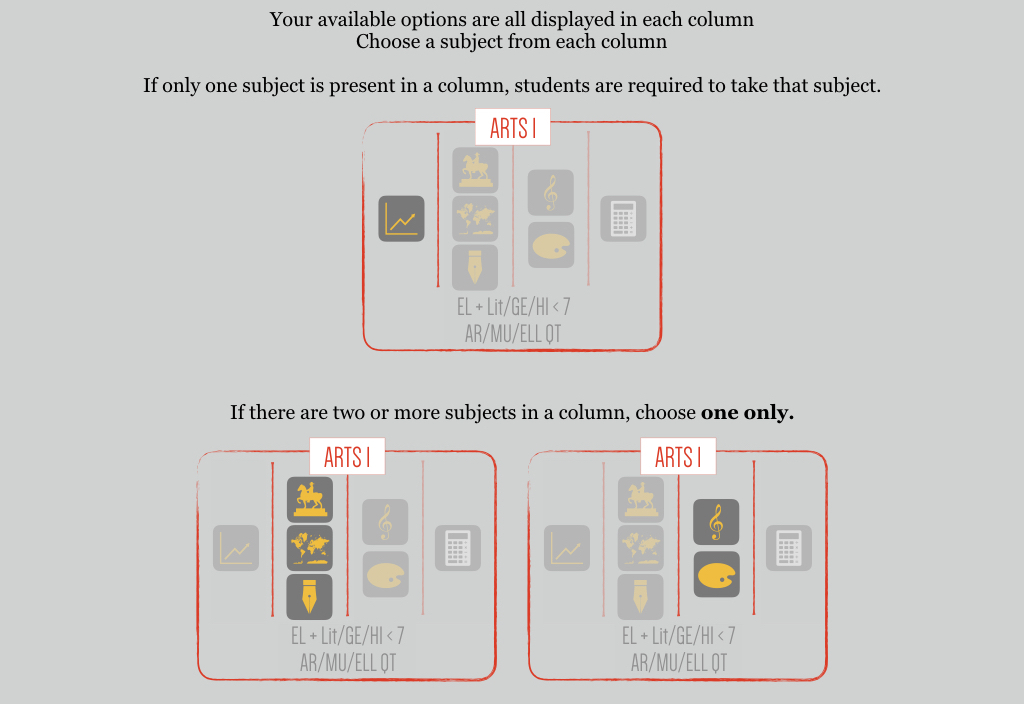 Your available options are all displayed in each column
Choose a subject from each column
If only one subject is present in a column, students are required to take that subject.
ARTS I
EL + Lit/GE/HI < 7
AR/MU/ELL QT
If there are two or more subjects in a column, choose one only.
ARTS I
EL + Lit/GE/HI < 7
AR/MU/ELL QT
ARTS I
EL + Lit/GE/HI < 7
AR/MU/ELL QT